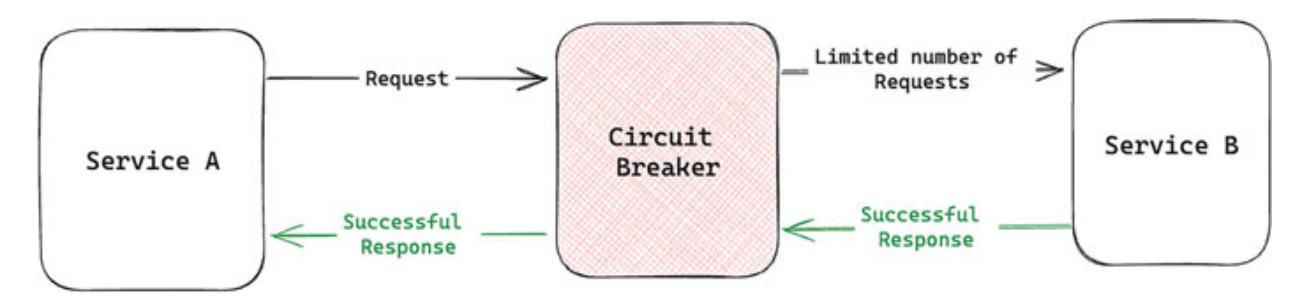 Service A
Request
Circuit
Breaker
Limited number of
Requests
Service B
Successful
Response
Successful
Response